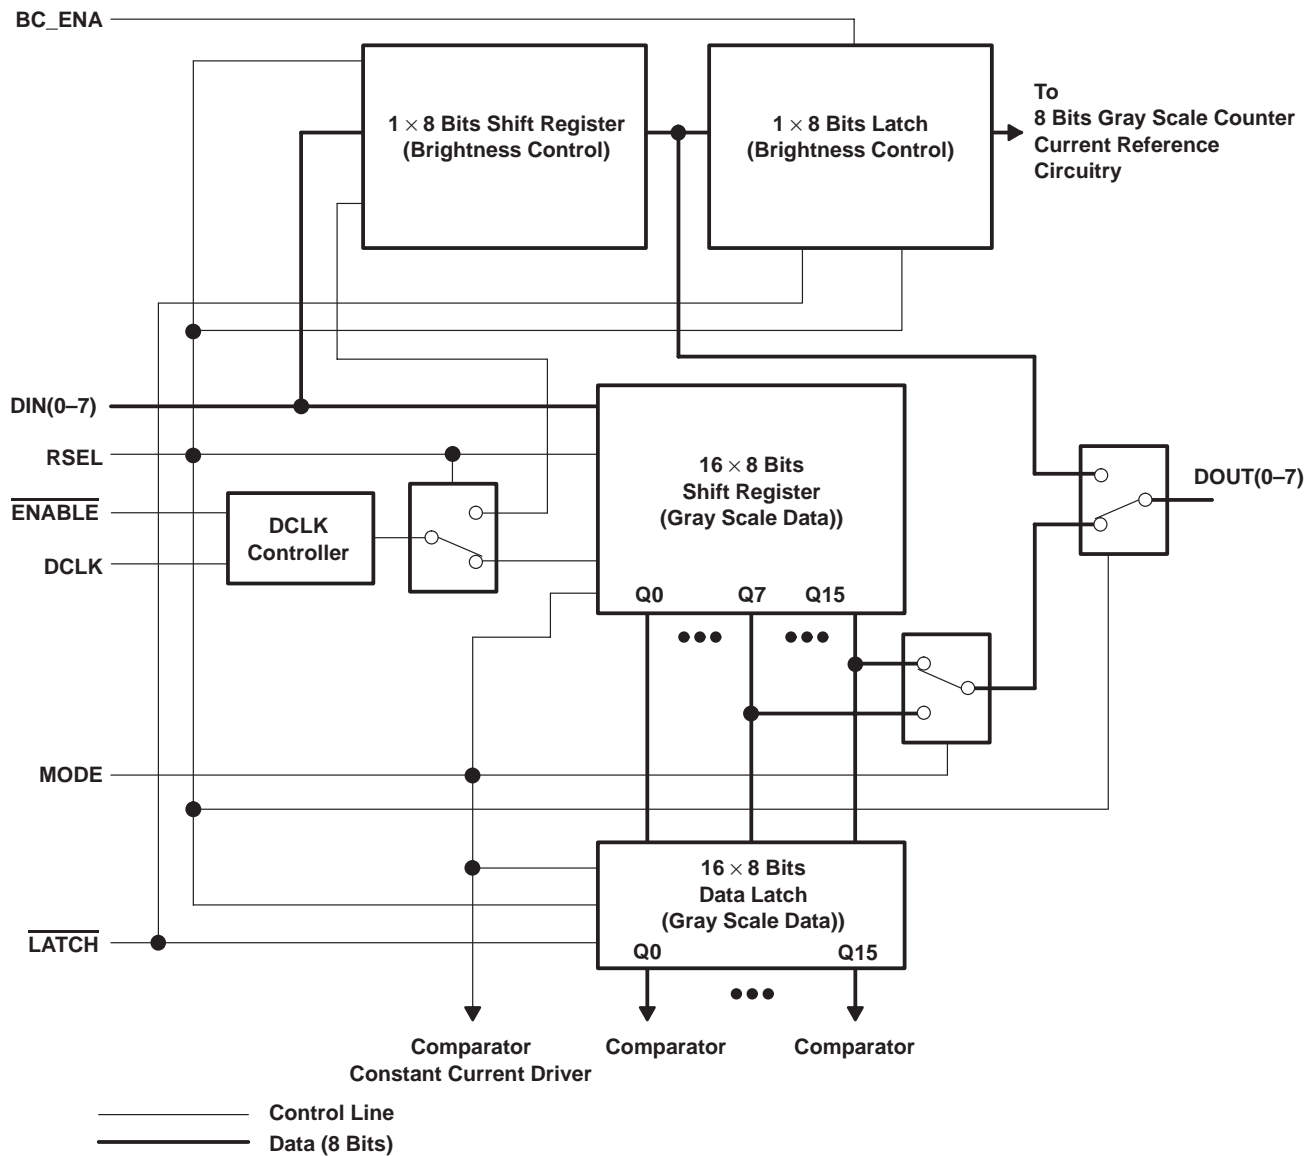 BC_ENA
1 × 8 Bits Shift Register
(Brightness Control)
1 × 8 Bits Latch
(Brightness Control)
To
8 Bits Gray Scale Counter
Current Reference
Circuitry
DIN(0–7)
RSEL
ENABLE
DCLK
DCLK
Controller
16 × 8 Bits
Shift Register
(Gray Scale Data))
Q0 Q7 Q15
DOUT(0–7)
MODE
16 × 8 Bits
Data Latch
(Gray Scale Data))
Q0 Q15
LATCH
Comparator
Constant Current Driver
Comparator
Comparator
Control Line
Data (8 Bits)